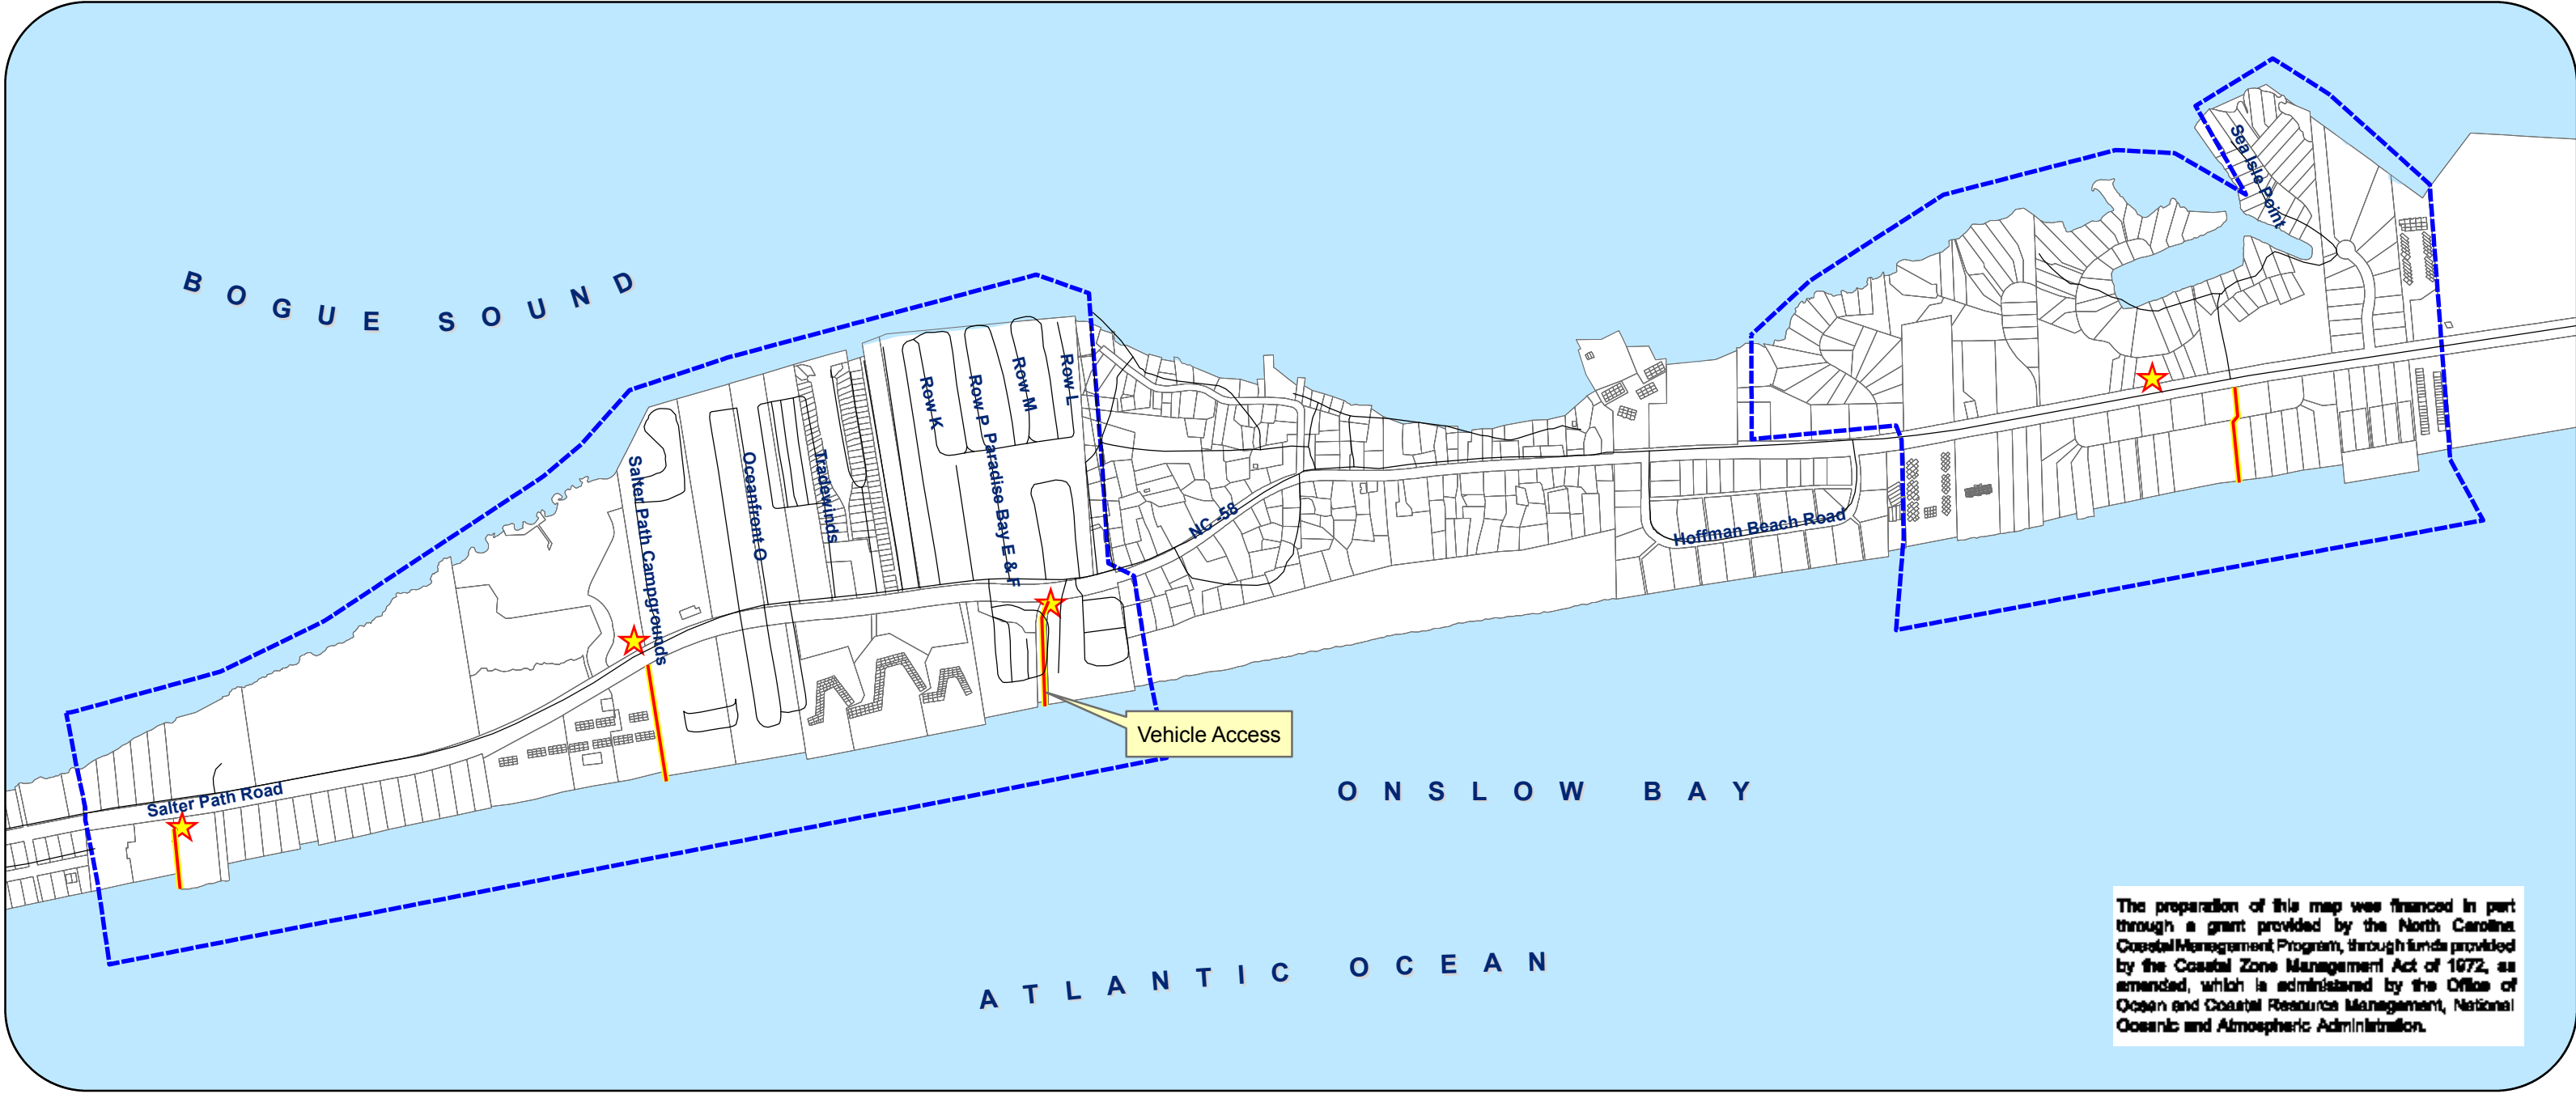 BOGUE SOUND
Sea Isle Point
Row K
Row P
Row M
Row L
Paradise Bay E & F
Salter Path Campgrounds
Oceanfront O
Tradewinds
NC -58
Hoffman Beach Road
Salter Path Road
Vehicle Access
ONSLOW BAY
ATLANTIC OCEAN
The preparation of this map was financed in part
through a grant provided by the North Carolina
Coastal Management Program, through funds provided
by the Coastal Zone Management Act of 1972, as
amended, which is administered by the Office of
Ocean and Coastal Resource Management, National
Oceanic and Atmospheric Administration.